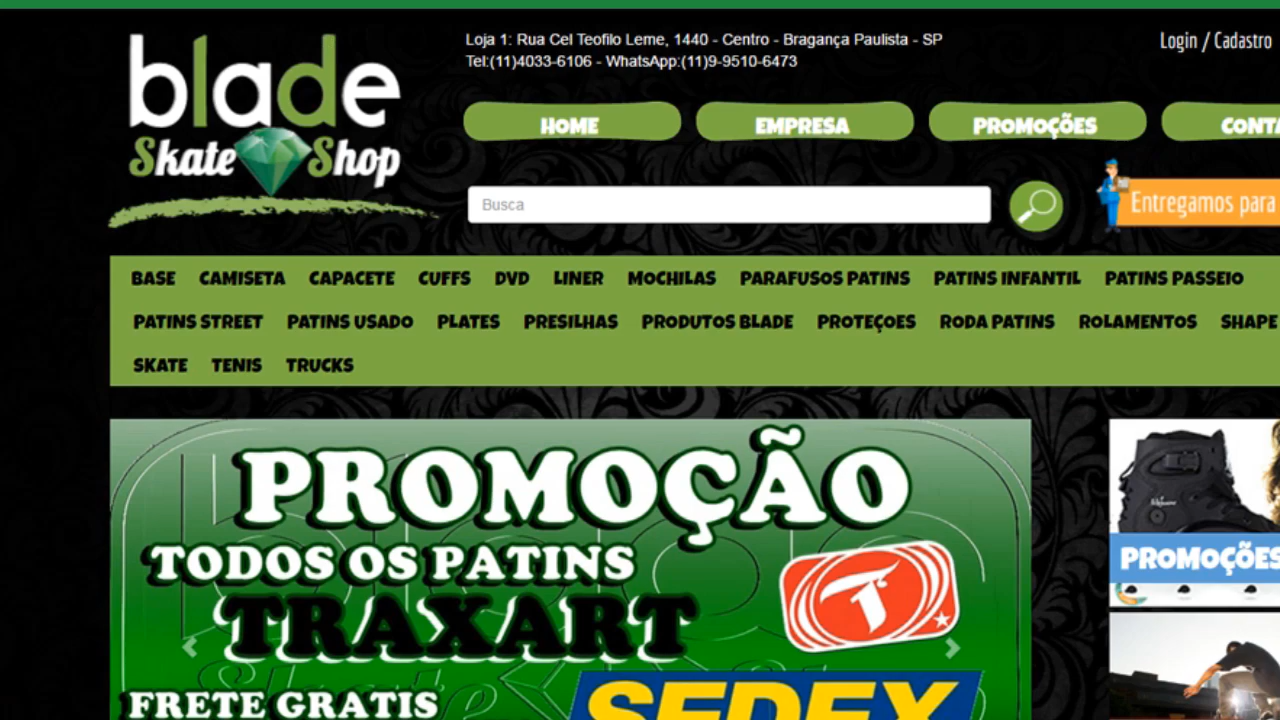 blade
Skate Shop
Loja 1: Rua Cel Teofilo Leme, 1440 - Centro - Bragança Paulista - SP
Tel:(11)4033-6106 - WhatsApp:(11)9-9510-6473
Login / Cadastro
HOME EMPRESA PROMOÇÕES CONTA
Busca
Entregamos para
BASE CAMISETA CAPACETE CUFFS DVD LINER MOCHILAS PARAFUSOS PATINS PATINS INFANTIL PATINS PASSEIO
PATINS STREET PATINS USADO PLATES PRESILHAS PRODUTOS BLADE PROTEÇOES RODA PATINS ROLAMENTOS SHAPE
SKATE TENIS TRUCKS
PROMOÇÃO
TODOS OS PATINS
TRAXART
T
FRETE GRATIS
SEDEX
PROMOÇÕES